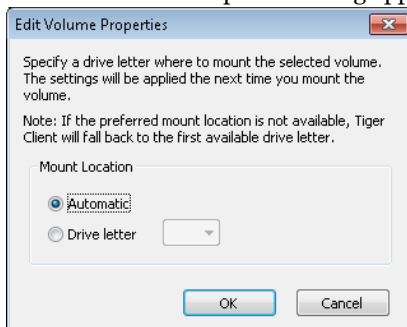 Edit Volume Properties
Specify a drive letter where to mount the selected volume.
The settings will be applied the next time you mount the
volume.
Note: If the preferred mount location is not available, Tiger
Client will fall back to the first available drive letter.
Mount Location
Automatic
Drive letter
OK Cancel